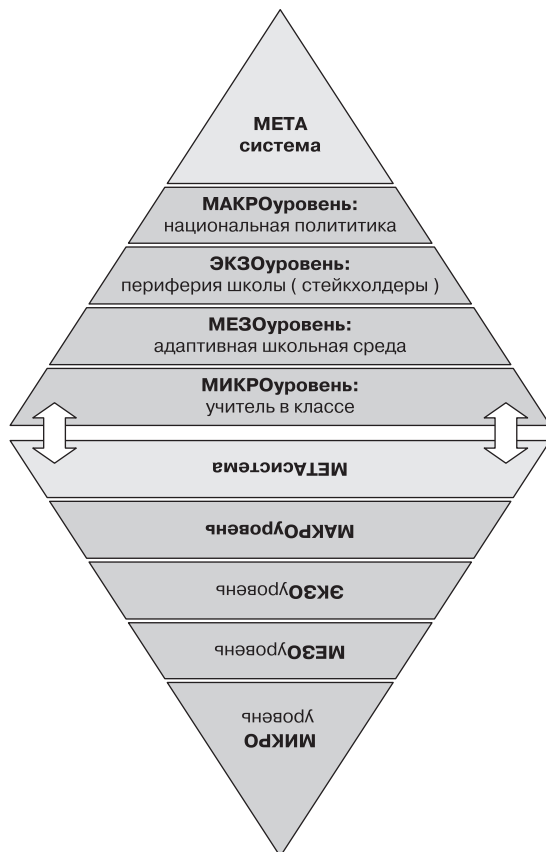 МЕТА
система
МАКРОуровень:
национальная полититика
ЭКЗОуровень:
периферия школы ( стейкхолдеры )
МЕЗОуровень:
адаптивная школьная среда
МИКРОуровень:
учитель в классе
МЕТАсистема
МАКРОуровень
ЭКЗОуровень
МЕЗОуровень
МИКРО
уровень